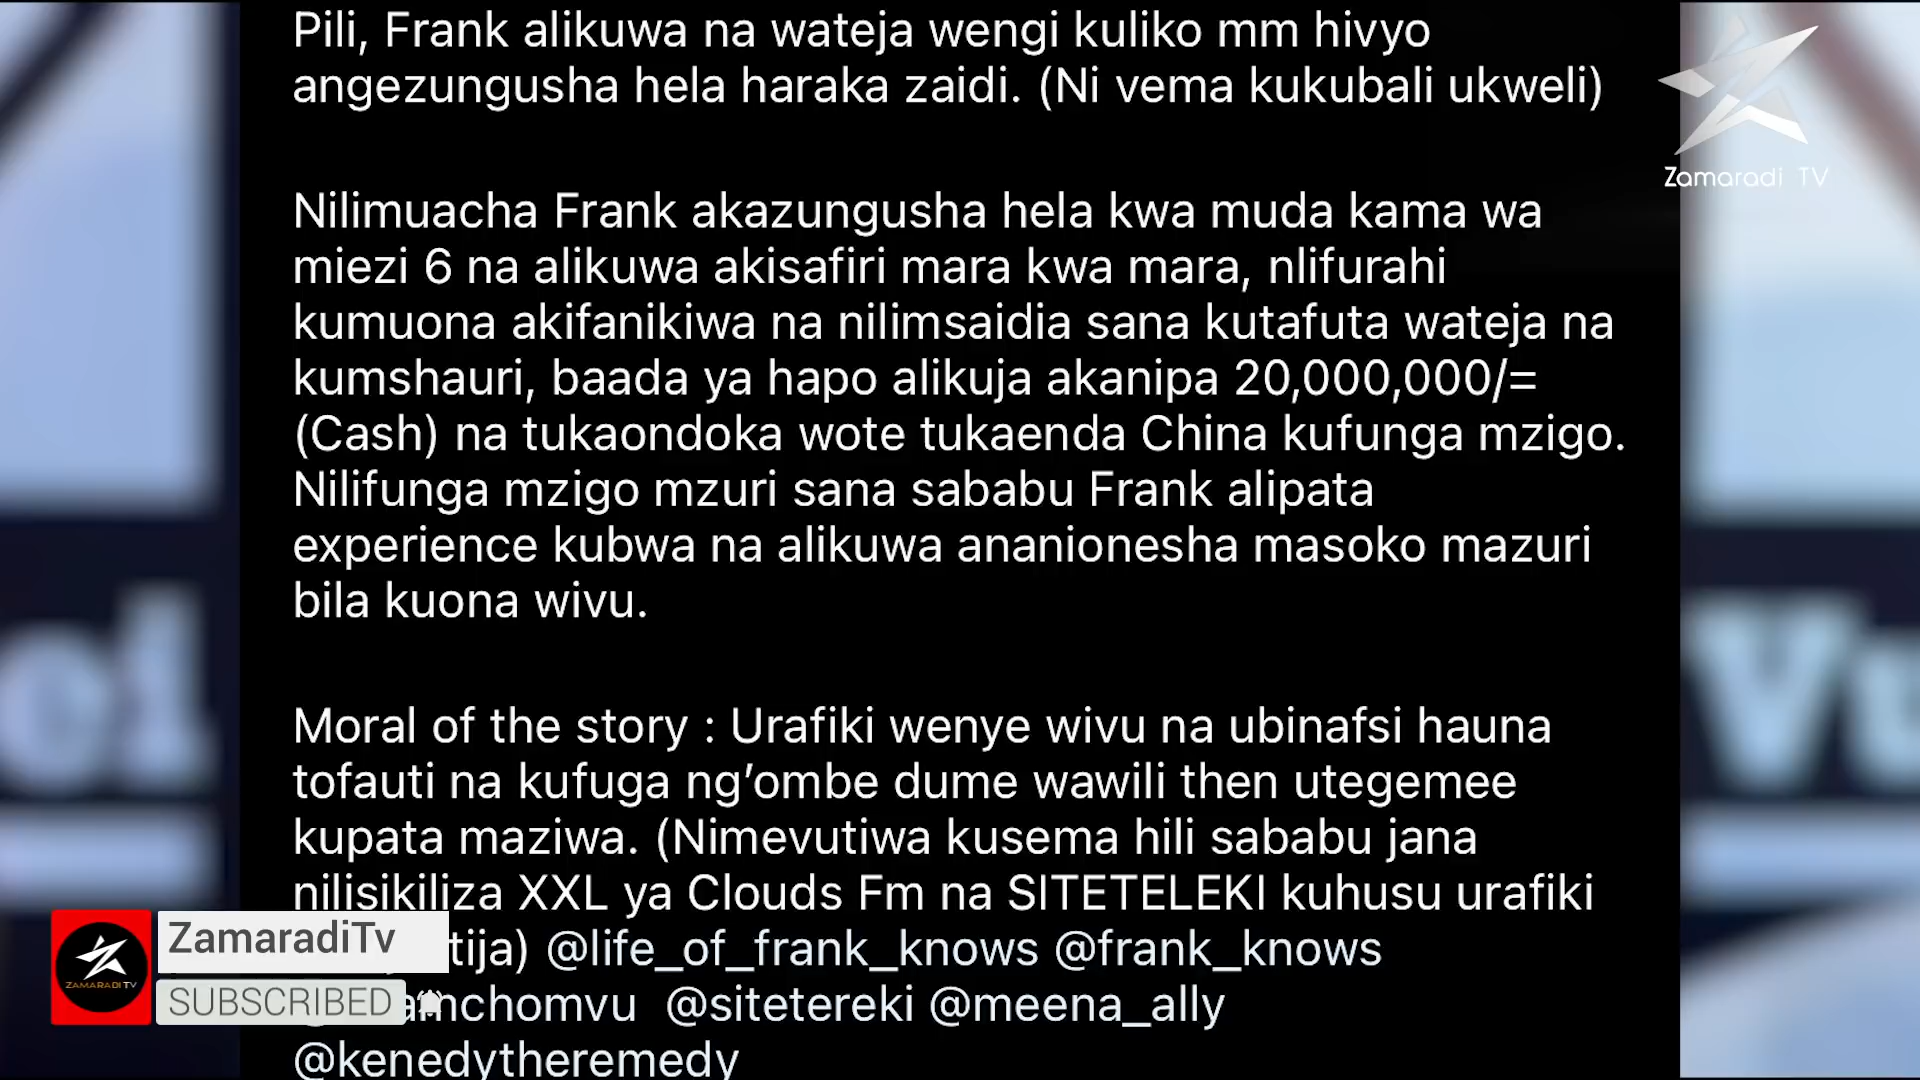 Pili, Frank alikuwa na wateja wengi kuliko mm hivyo
angezungusha hela haraka zaidi. (Ni vema kukubali ukweli)
Zamaradi TV
Nilimuacha Frank akazungusha hela kwa muda kama wa
miezi 6 na alikuwa akisafiri mara kwa mara, nlifurahi
kumuona akifanikiwa na nilimsaidia sana kutafuta wateja na
kumshauri, baada ya hapo alikuja akanipa 20,000,000/=
(Cash) na tukaondoka wote tukaenda China kufunga mzigo.
Nilifunga mzigo mzuri sana sababu Frank alipata
experience kubwa na alikuwa ananionesha masoko mazuri
bila kuona wivu.
Moral of the story : Urafiki wenye wivu na ubinafsi hauna
tofauti na kufuga ng’ombe dume wawili then utegemee
kupata maziwa. (Nimevutiwa kusema hili sababu jana
nilisikiliza XXL ya Clouds Fm na SITETELEKI kuhusu urafiki
tija) @life_of_frank_knows @frank_knows
mchomvu @sitetereki @meena_ally
@kenedytheremedy
ZamaradiTv
SUBSCRIBED
ZAMARADI TV